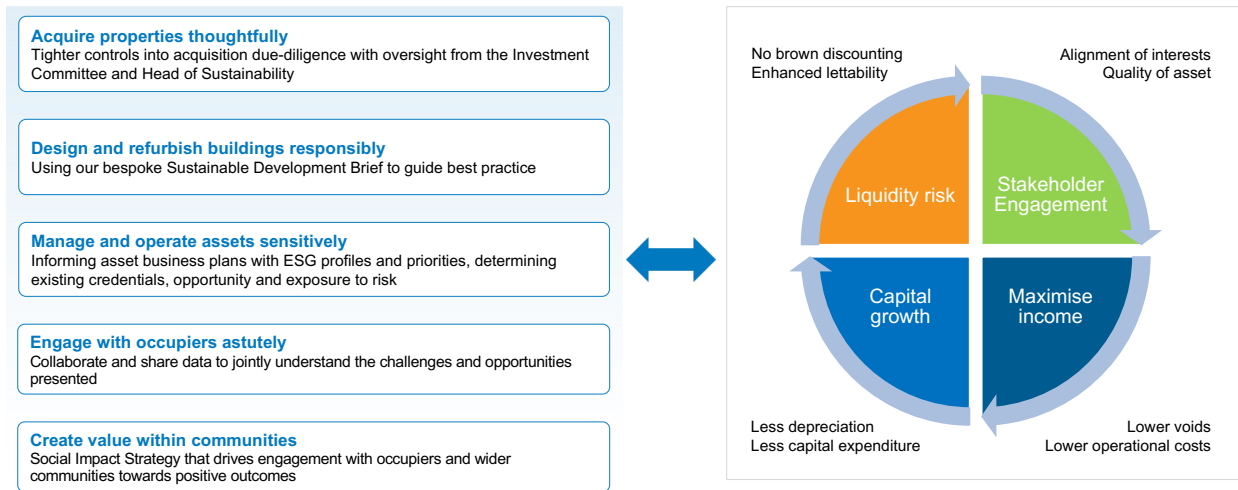 Acquire properties thoughtfully
Tighter controls into acquisition due-diligence with oversight from the Investment
Committee and Head of Sustainability
Design and refurbish buildings responsibly
Using our bespoke Sustainable Development Brief to guide best practice
Manage and operate assets sensitively
Informing asset business plans with ESG profiles and priorities, determining
existing credentials, opportunity and exposure to risk
Engage with occupiers astutely
Collaborate and share data to jointly understand the challenges and opportunities
presented
Create value within communities
Social Impact Strategy that drives engagement with occupiers and wider
communities towards positive outcomes
No brown discounting
Enhanced lettability
Alignment of interests
Quality of asset
Liquidity risk
Stakeholder
Engagement
Capital
growth
Maximise
income
Less depreciation
Less capital expenditure
Lower voids
Lower operational costs